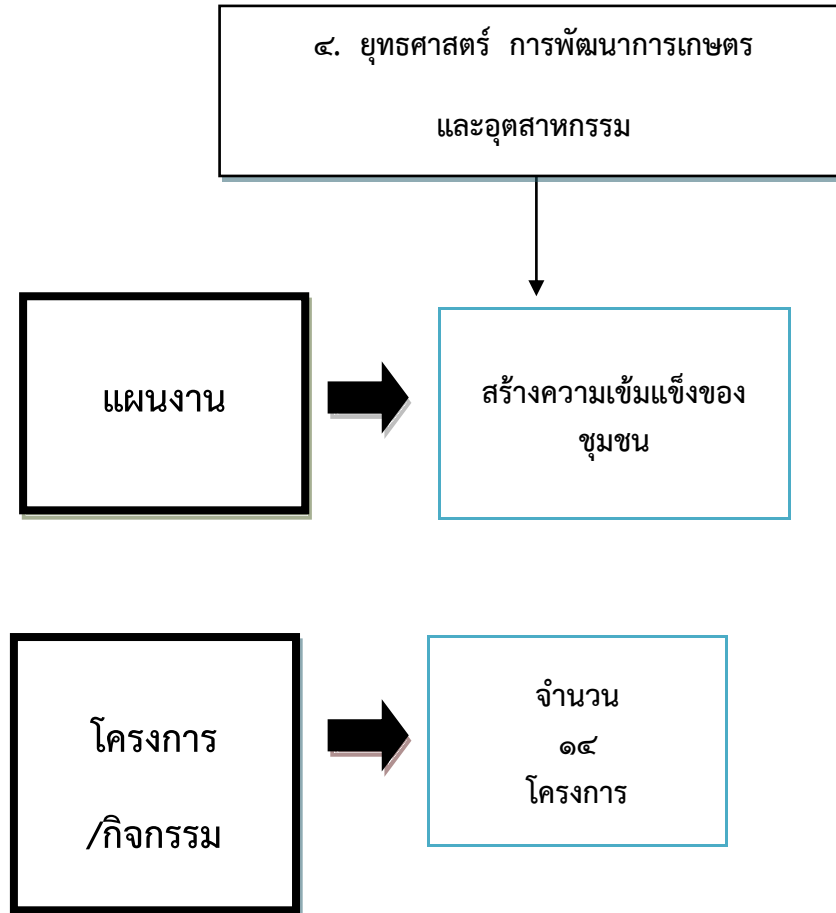 ๔. ยุทธศาสตร์ การพัฒนาการเกษตร
และอุตสาหกรรม
แผนงาน
สร้างความเข้มแข็งของ
ชุมชน
โครงการ
/กิจกรรม
จำนวน
๑๔
โครงการ